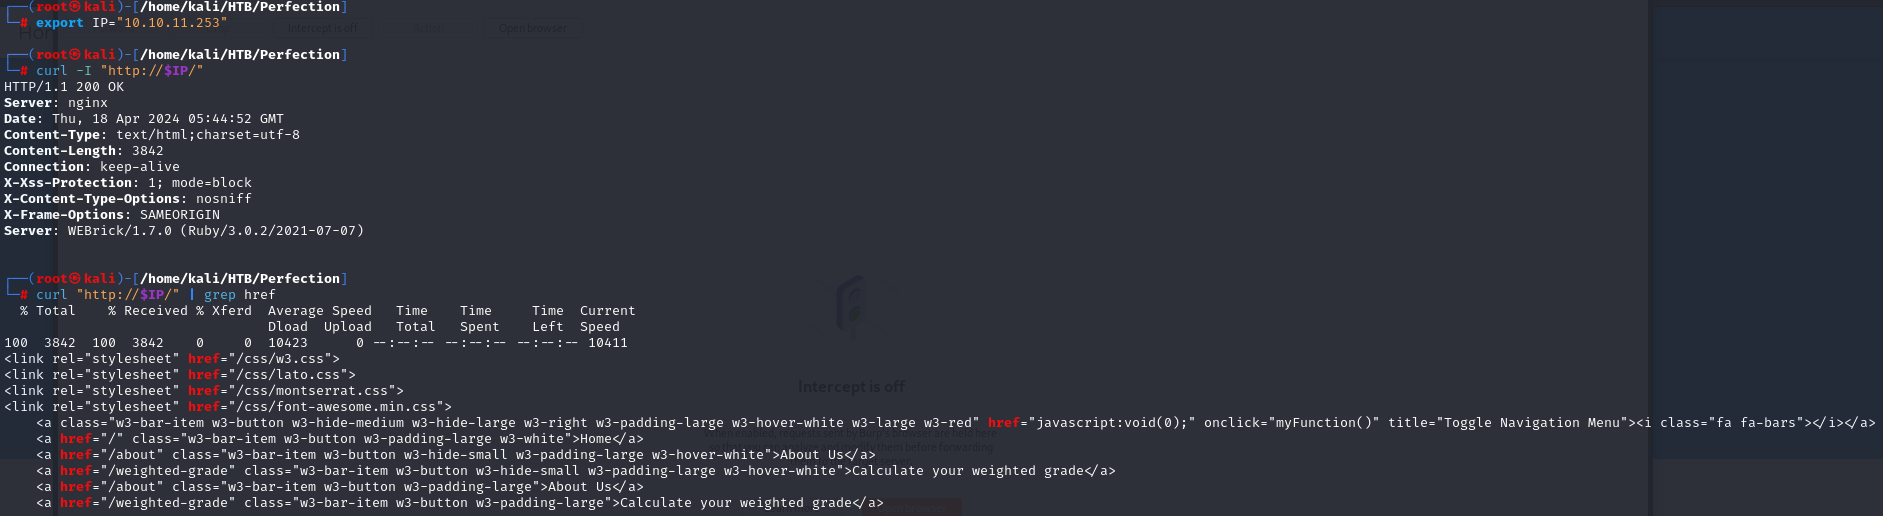 ┌──(root㉿kali)-[/home/kali/HTB/Perfection]
└─# export IP="10.10.11.253"
Intercept is off
Open browser
┌──(root㉿kali)-[/home/kali/HTB/Perfection]
└─# curl -I "http://$IP/"
HTTP/1.1 200 OK
Server: nginx
Date: Thu, 18 Apr 2024 05:44:52 GMT
Content-Type: text/html;charset=utf-8
Content-Length: 3842
Connection: keep-alive
X-Xss-Protection: 1; mode=block
X-Content-Type-Options: nosniff
X-Frame-Options: SAMEORIGIN
Server: WEBrick/1.7.0 (Ruby/3.0.2/2021-07-07)
┌──(root㉿kali)-[/home/kali/HTB/Perfection]
└─# curl "http://$IP/" | grep href
  % Total    % Received % Xferd  Average Speed   Time    Time     Time  Current
                                 Dload  Upload   Total   Spent    Left  Speed
100  3842  100  3842    0     0  10423      0 --:--:-- --:--:-- --:--:-- 10411
<link rel="stylesheet" href="/css/w3.css">
<link rel="stylesheet" href="/css/lato.css">
<link rel="stylesheet" href="/css/montserrat.css">
Intercept is off
<link rel="stylesheet" href="/css/font-awesome.min.css">
    <a class="w3-bar-item w3-button w3-hide-medium w3-hide-large w3-right w3-padding-large w3-hover-white w3-large w3-red" href="javascript:void(0);" onclick="myFunction()" title="Toggle Navigation Menu"><i class="fa fa-bars"></i></a>
    <a href="/" class="w3-bar-item w3-button w3-padding-large w3-white">Home</a>
    <a href="/about" class="w3-bar-item w3-button w3-hide-small w3-padding-large w3-hover-white">About Us</a>
    <a href="/weighted-grade" class="w3-bar-item w3-button w3-hide-small w3-padding-large w3-hover-white">Calculate your weighted grade</a>
    <a href="/about" class="w3-bar-item w3-button w3-padding-large">About Us</a>
    <a href="/weighted-grade" class="w3-bar-item w3-button w3-padding-large">Calculate your weighted grade</a>